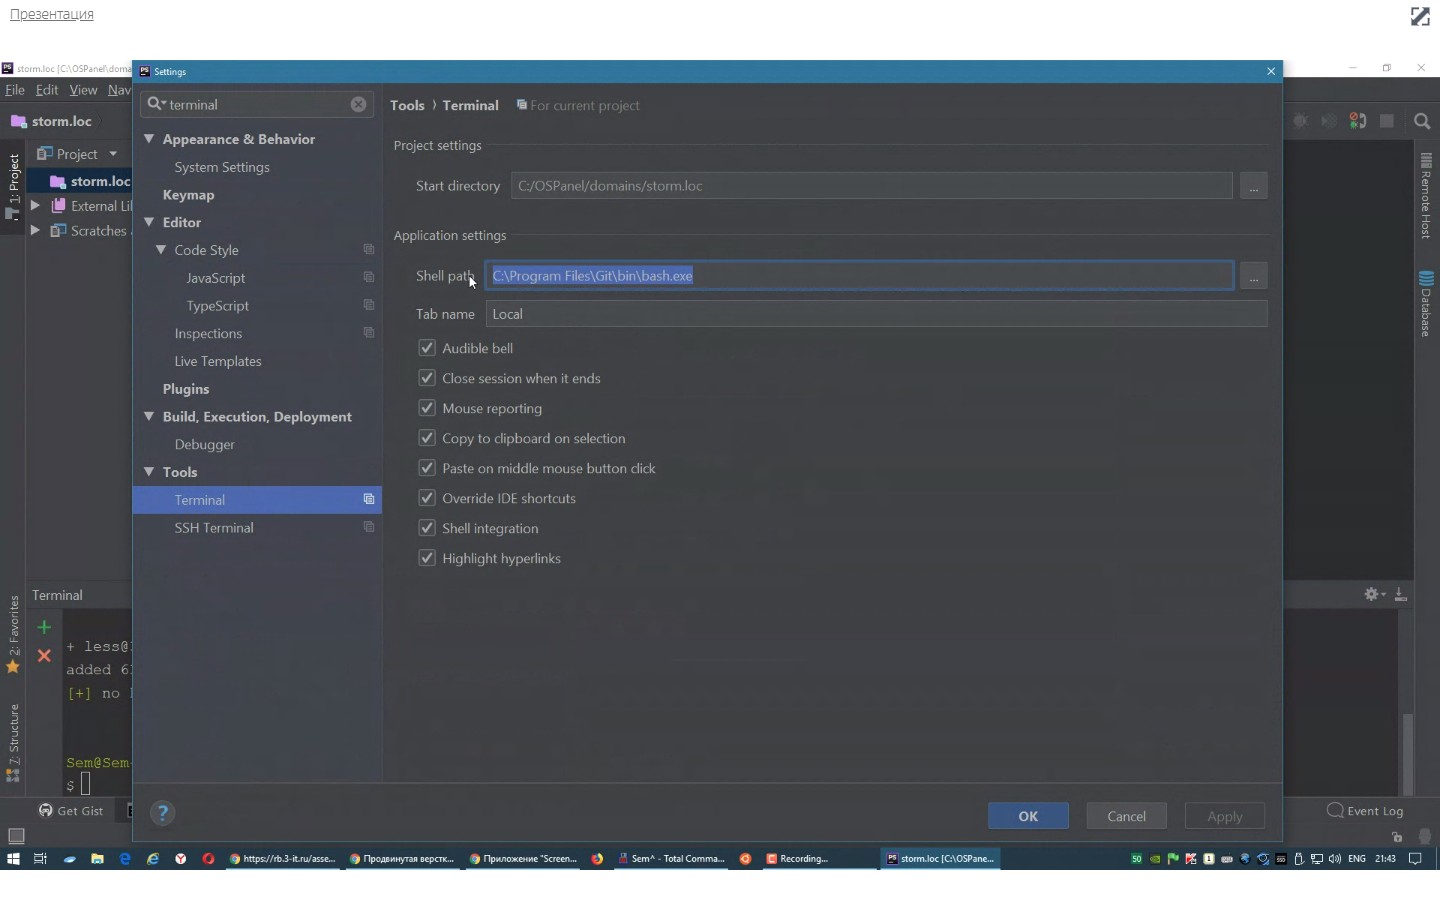 Презентация
storm.loc [C:\OSPanel\doma
Settings
File Edit View Nav
terminal
Tools 〉 Terminal For current project
storm.loc
Appearance & Behavior
Project settings
Project
System Settings
1: Project
storm.loc
Start directory C:/OSPanel/domains/storm.loc ...
Keymap
External Li
Remote Host
Editor
Scratches
Application settings
Code Style
JavaScript
Shell path C:\Program Files\Git\bin\bash.exe ...
TypeScript
Tab name Local
Database
Inspections
Audible bell
Live Templates
Close session when it ends
Plugins
Mouse reporting
Build, Execution, Deployment
Copy to clipboard on selection
Debugger
Paste on middle mouse button click
Tools
Terminal
Override IDE shortcuts
SSH Terminal
Shell integration
Highlight hyperlinks
Terminal
2: Favorites
+ less@
added 6
[+] no
7: Structure
Sem@Sem-
$
Get Gist
? OK Cancel Apply
Event Log
https://rb.3-it.ru/asse... Продвинутая верстк... Приложение "Screen... Sem^ - Total Comma... Recording... storm.loc [C:\OSPane... 50 ENG 21:43